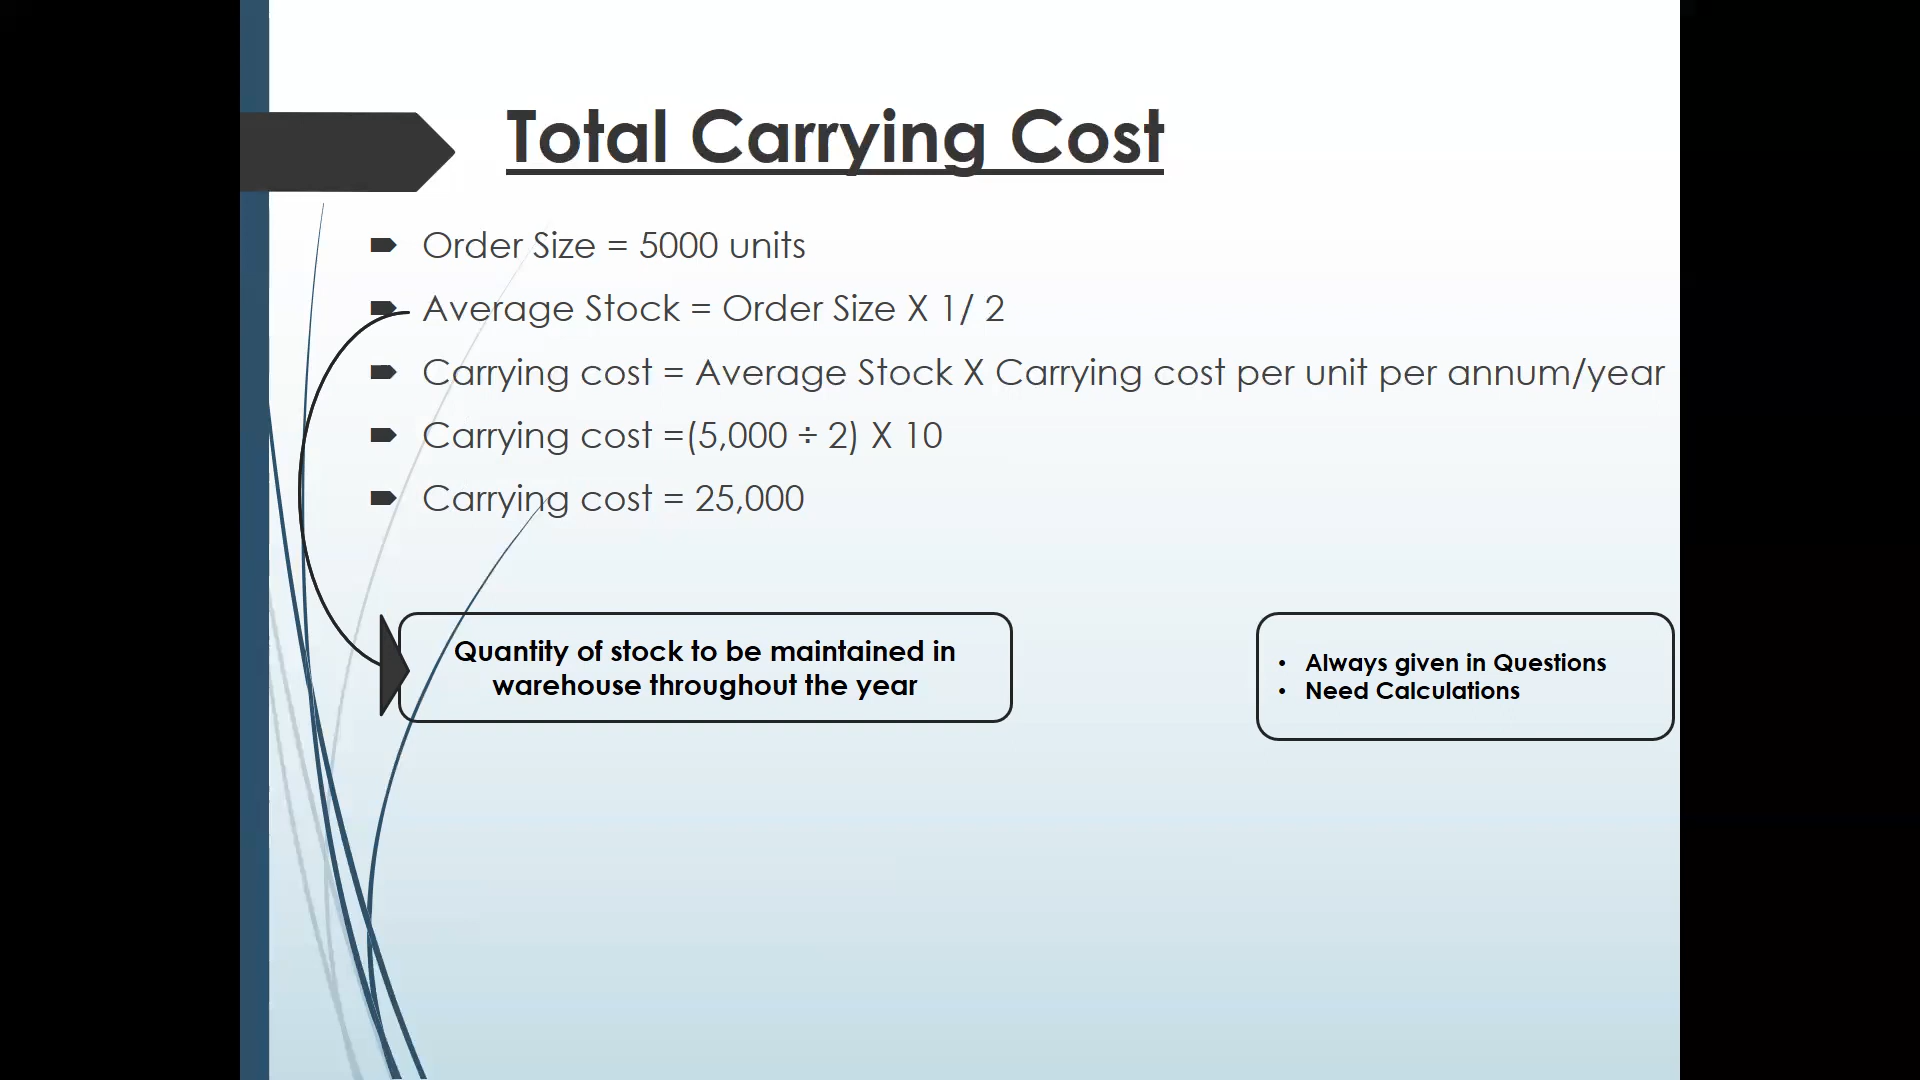 Total Carrying Cost
Order Size = 5000 units
Average Stock = Order Size X 1/ 2
Carrying cost = Average Stock X Carrying cost per unit per annum/year
Carrying cost =(5,000 ÷ 2) X 10
Carrying cost = 25,000
Quantity of stock to be maintained in
warehouse throughout the year
• Always given in Questions
• Need Calculations